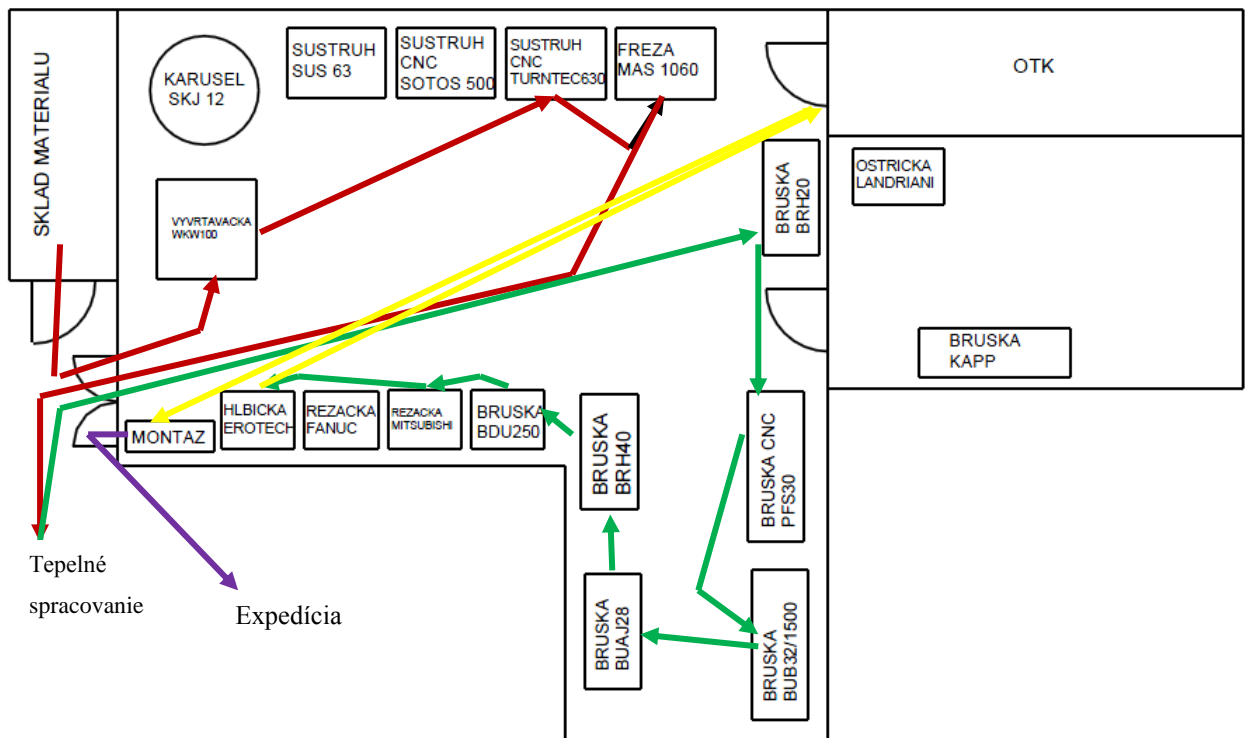 SKLAD MATERIALU
KARUSEL
SKJ 12
SUSTRUH
SUS 63
SUSTRUH
CNC
SOTOS 500
SUSTRUH
CNC
TURNTEC630
FREZA
MAS 1060
OTK
BRUSKA
BRH20
OSTRICKA
LANDRIANI
VYVRTAVACKA
WKW100
BRUSKA
KAPP
MONTAZ
HLBICKA
EROTECH
REZACKA
FANUC
REZACKA
MITSUBISHI
BRUSKA
BDU250
BRUSKA
BRH40
BRUSKA CNC
PFS30
BRUSKA
BUAJ28
BRUSKA
BUB32/1500
Tepelné
spracovanie
Expedícia